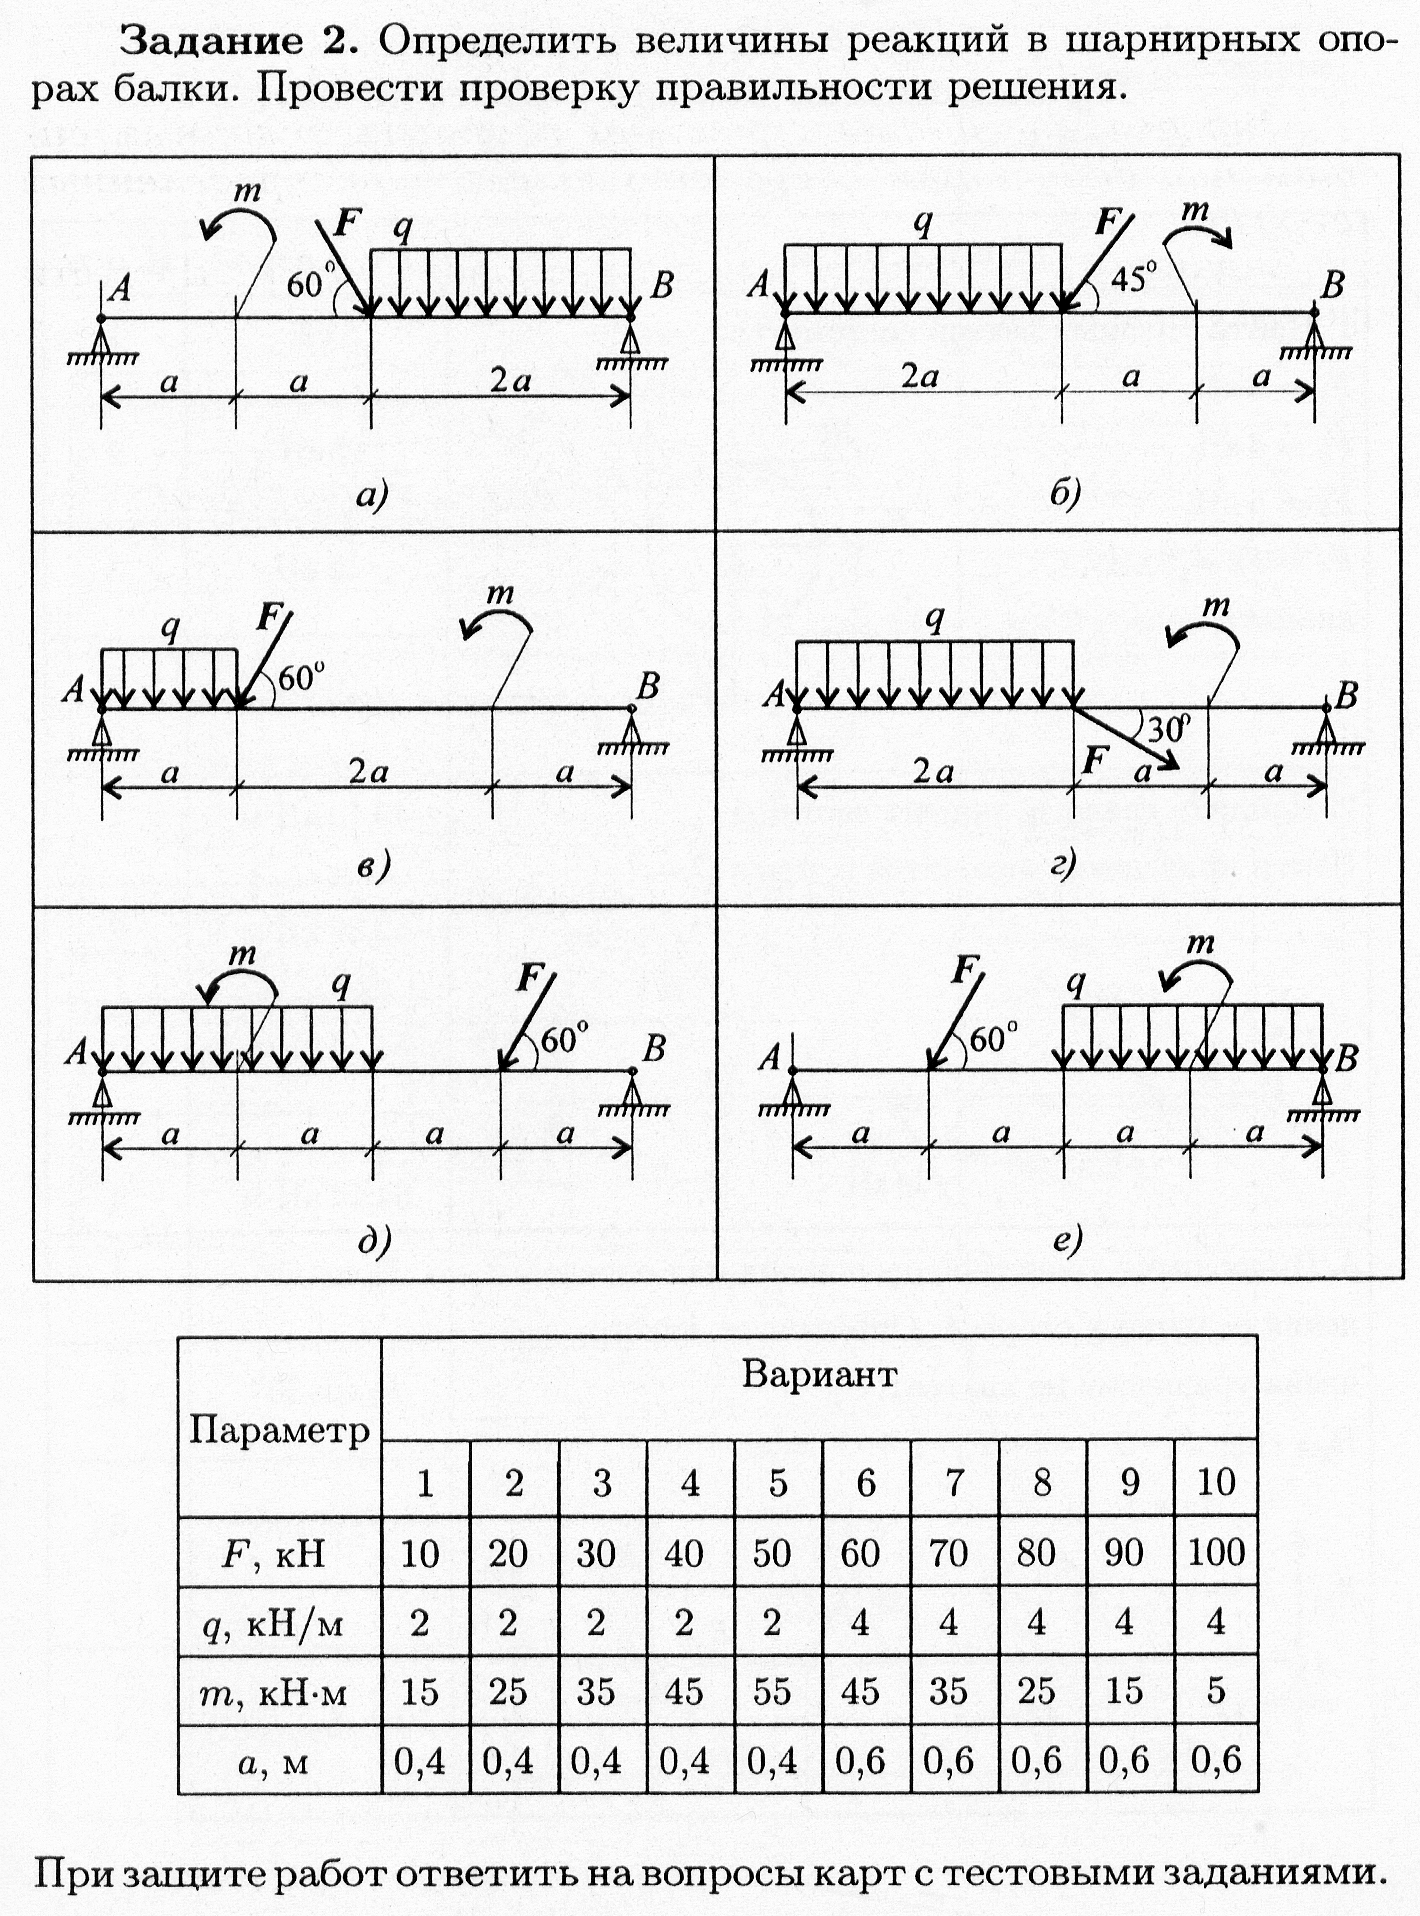 Задание 2. Определить величины реакций в шарнирных опо-
рах балки. Провести проверку правильности решения.
m F q
A 60° B
a a 2a
а)
q F m
A 45° B
2a a a
б)
q F m
A 60° B
a 2a a
в)
q m
A 30° B
F
2a a a
г)
m q F
A 60° B
a a a a
д)
F q m
A 60° B
a a a a
е)
Параметр Вариант
1 2 3 4 5 6 7 8 9 10
F, кН 10 20 30 40 50 60 70 80 90 100
q, кН/м 2 2 2 2 2 4 4 4 4 4
m, кН·м 15 25 35 45 55 45 35 25 15 5
a, м 0,4 0,4 0,4 0,4 0,4 0,6 0,6 0,6 0,6 0,6
При защите работ ответить на вопросы карт с тестовыми заданиями.